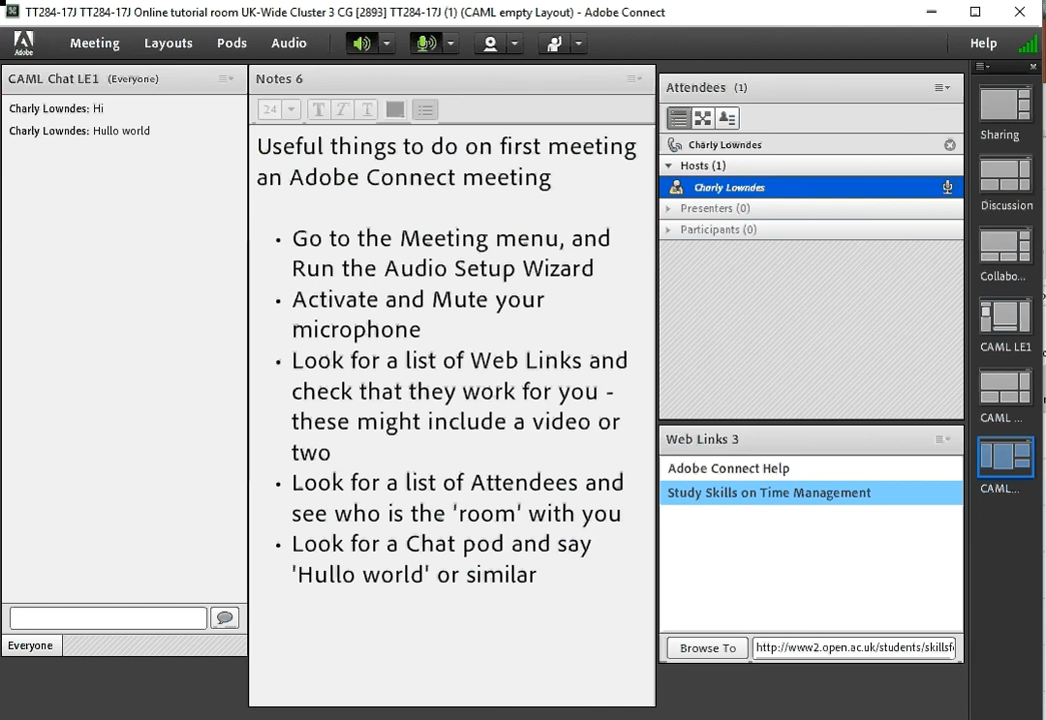 TT284-17J TT284-17J Online tutorial room UK-Wide Cluster 3 CG [2893] TT284-17J (1) (CAML empty Layout) - Adobe Connect
Adobe
Meeting Layouts Pods Audio Help
CAML Chat LE1 (Everyone)
Charly Lowndes: Hi
Charly Lowndes: Hullo world
Everyone
Notes 6
24 T T T
Useful things to do on first meeting
an Adobe Connect meeting
• Go to the Meeting menu, and
Run the Audio Setup Wizard
• Activate and Mute your
microphone
• Look for a list of Web Links and
check that they work for you -
these might include a video or
two
• Look for a list of Attendees and
see who is the 'room' with you
• Look for a Chat pod and say
'Hullo world' or similar
Attendees (1)
Charly Lowndes
Hosts (1)
Charly Lowndes
Presenters (0)
Participants (0)
Web Links 3
Adobe Connect Help
Study Skills on Time Management
Browse To http://www2.open.ac.uk/students/skillsf
Sharing
Discussion
Collabo...
CAML LE1
CAML ...
CAML...